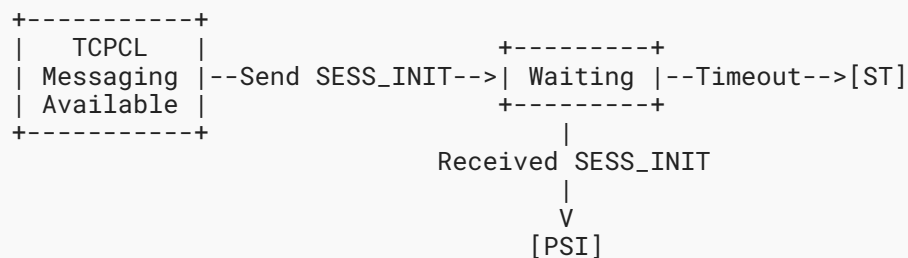 +-----------+
|   TCPCL   |                     +---------+
| Messaging |--Send SESS_INIT-->| Waiting |--Timeout-->[ST]
| Available |                     +---------+
+-----------+                          |
                            Received SESS_INIT
                                       |
                                       V
                                     [PSI]